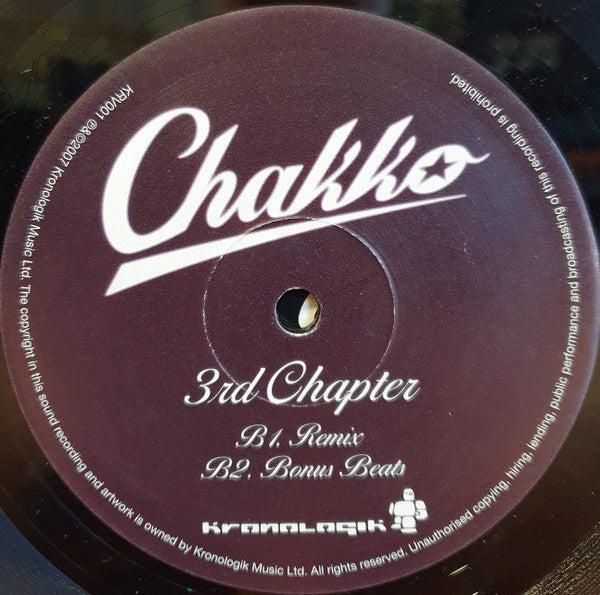 Chakko
3rd Chapter
B1. Remix
B2. Bonus Beats
kronologik
KRV001 ℗&©2007 Kronologik Music Ltd. The copyright in this sound recording and artwork is owned by Kronologik Music Ltd. All rights reserved. Unauthorised copying, hiring, lending, public performance and broadcasting of this recording is prohibited.